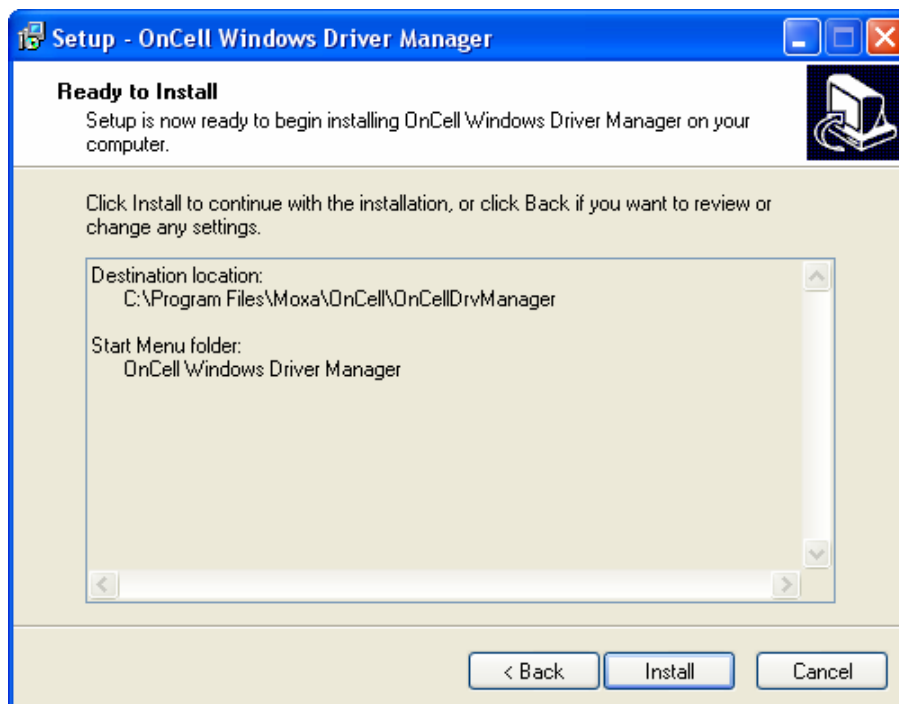 Setup - OnCell Windows Driver Manager
Ready to Install
Setup is now ready to begin installing OnCell Windows Driver Manager on your
computer.
Click Install to continue with the installation, or click Back if you want to review or
change any settings.
Destination location:
C:\Program Files\Moxa\OnCell\OnCellDrvManager
Start Menu folder:
OnCell Windows Driver Manager
< Back
Install
Cancel